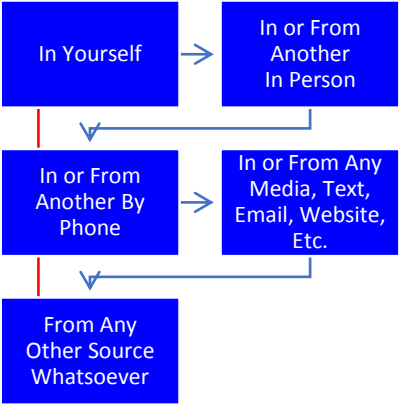 In Yourself
In or From
Another
In Person
In or From
Another By
Phone
In or From Any
Media, Text,
Email, Website,
Etc.
From Any
Other Source
Whatsoever